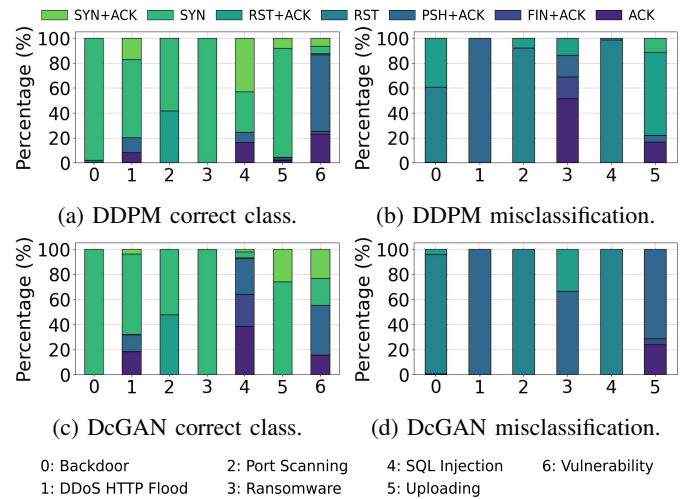 SYN+ACK SYN RST+ACK RST PSH+ACK FIN+ACK ACK
Percentage (%)
100
80
60
40
20
0
0 1 2 3 4 5 6
(a) DDPM correct class.
Percentage (%)
100
80
60
40
20
0
0 1 2 3 4 5
(b) DDPM misclassification.
Percentage (%)
100
80
60
40
20
0
0 1 2 3 4 5 6
(c) DcGAN correct class.
Percentage (%)
100
80
60
40
20
0
0 1 2 3 4 5
(d) DcGAN misclassification.
0: Backdoor 2: Port Scanning 4: SQL Injection 6: Vulnerability
1: DDoS HTTP Flood 3: Ransomware 5: Uploading